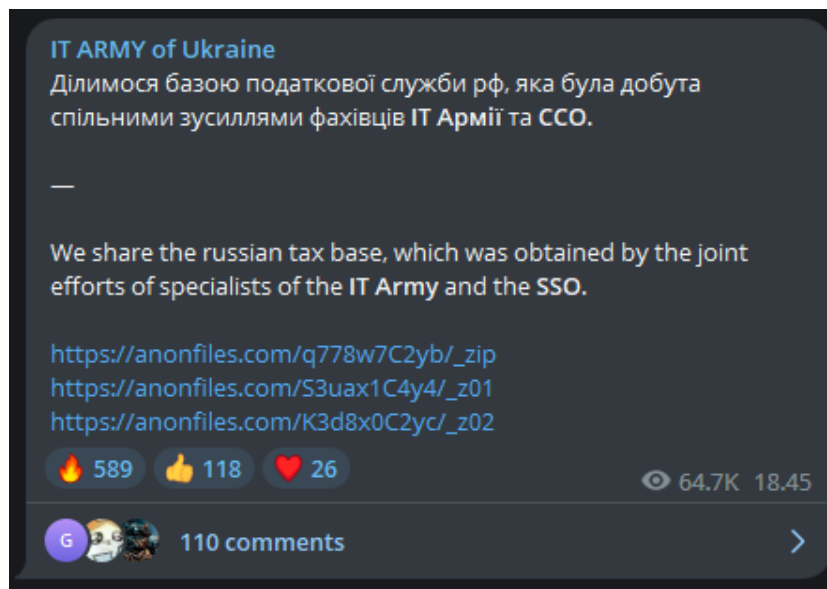 IT ARMY of Ukraine
Ділимося базою податкової служби рф, яка була добута
спільними зусиллями фахівців ІТ Армії та ССО.
—
We share the russian tax base, which was obtained by the joint
efforts of specialists of the IT Army and the SSO.
https://anonfiles.com/q778w7C2yb/_zip
https://anonfiles.com/S3uax1C4y4/_z01
https://anonfiles.com/K3d8x0C2yc/_z02
589 118 26
64.7K 18.45
G 110 comments